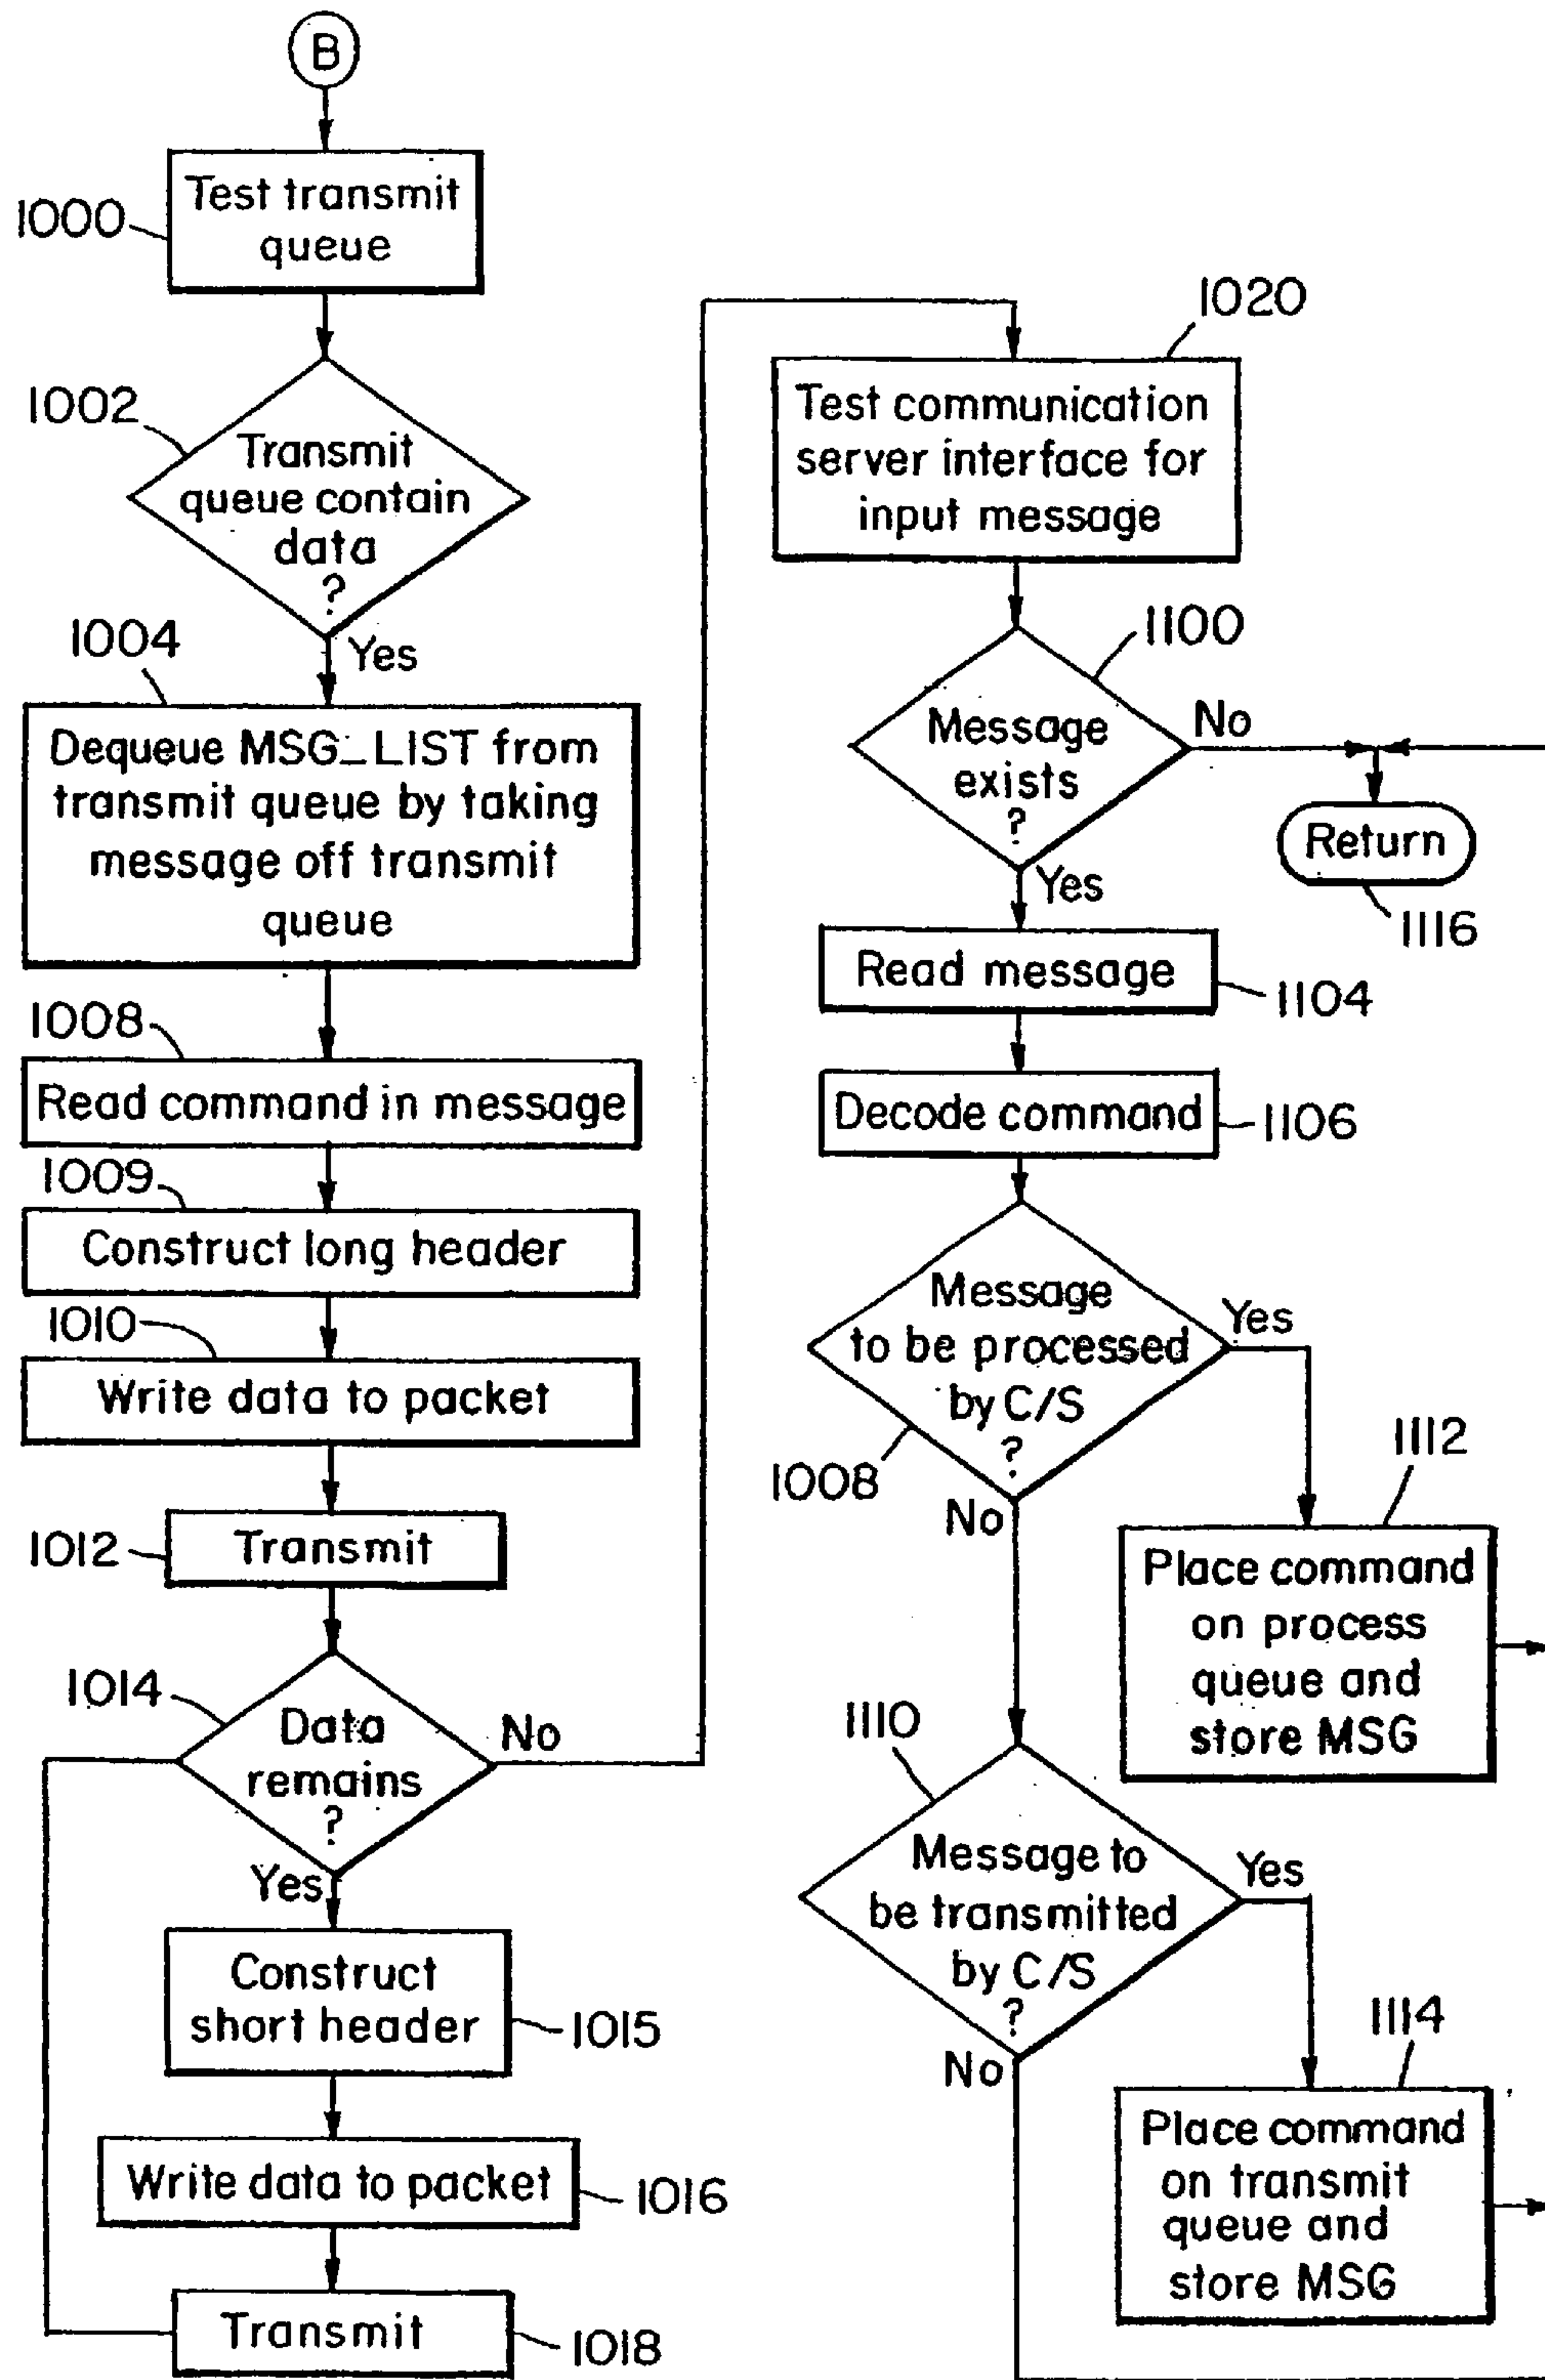 B
Test transmit
queue
1000
1002
Transmit
queue contain
data
?
Yes
1004
Dequeue MSG_LIST from
transmit queue by taking
message off transmit
queue
1008
Read command in message
1009
Construct long header
1010
Write data to packet
1012
Transmit
1014
Data
remains
?
No
Yes
Construct
short header
1015
Write data to packet
1016
Transmit
1018
1020
Test communication
server interface for
input message
1100
Message
exists
?
No
Yes
Return
1116
Read message
1104
Decode command
1106
Message
to be processed
by C/S
?
Yes
1008
No
1112
Place command
on process
queue and
store MSG
1110
Message to
be transmitted
by C/S
?
Yes
No
1114
Place command
on transmit
queue and
store MSG